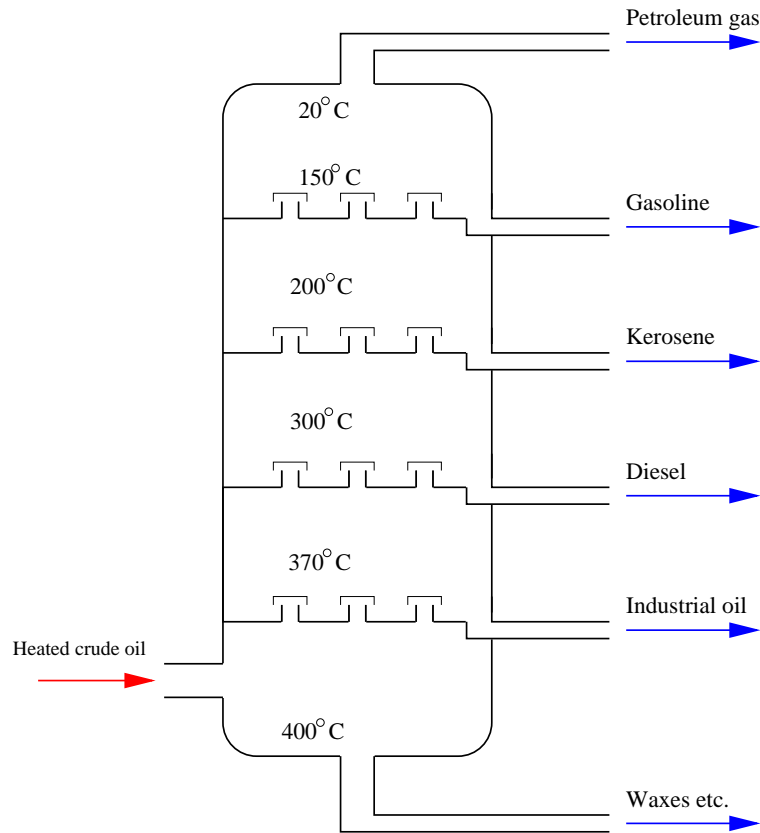 Petroleum gas
20°C
150°C
Gasoline
200°C
Kerosene
300°C
Diesel
370°C
Industrial oil
Heated crude oil
400°C
Waxes etc.